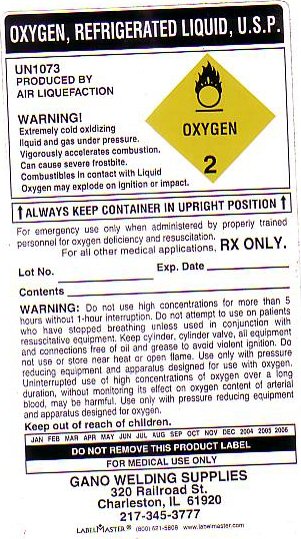 OXYGEN, REFRIGERATED LIQUID, U.S.P.
UN1073
PRODUCED BY
AIR LIQUEFACTION
WARNING!
Extremely cold oxidizing
liquid and gas under pressure.
Vigorously accelerates combustion.
Can cause severe frostbite.
Combustibles in contact with Liquid
Oxygen may explode on ignition or impact.
OXYGEN
2
↑ALWAYS KEEP CONTAINER IN UPRIGHT POSITION↑
For emergency use only when administered by properly trained
personnel for oxygen deficiency and resuscitation.
For all other medical applications, RX ONLY.
Lot No. Exp. Date
Contents
WARNING: Do not use high concentrations for more than 5
hours without 1-hour interruption. Do not attempt to use on patients
who have stopped breathing unless used in conjunction with
resuscitative equipment. Keep cylinder, cylinder valve, all equipment
and connections free of oil and grease to avoid violent ignition. Do
not use or store near heat or open flame. Use only with pressure
reducing equipment and apparatus designed for use with oxygen.
Uninterrupted use of high concentrations of oxygen over a long
duration, without monitoring its effect on oxygen content of arterial
blood, may be harmful. Use only with pressure reducing equipment
and apparatus designed for oxygen.
Keep out of reach of children.
JAN FEB MAR APR MAY JUN JUL AUG SEP OCT NOV DEC 2004 2005 2006
DO NOT REMOVE THIS PRODUCT LABEL
FOR MEDICAL USE ONLY
GANO WELDING SUPPLIES
320 Railroad St.
Charleston, IL 61920
217-345-3777
LABELMASTER® (800) 621-5808 www.labelmaster.com